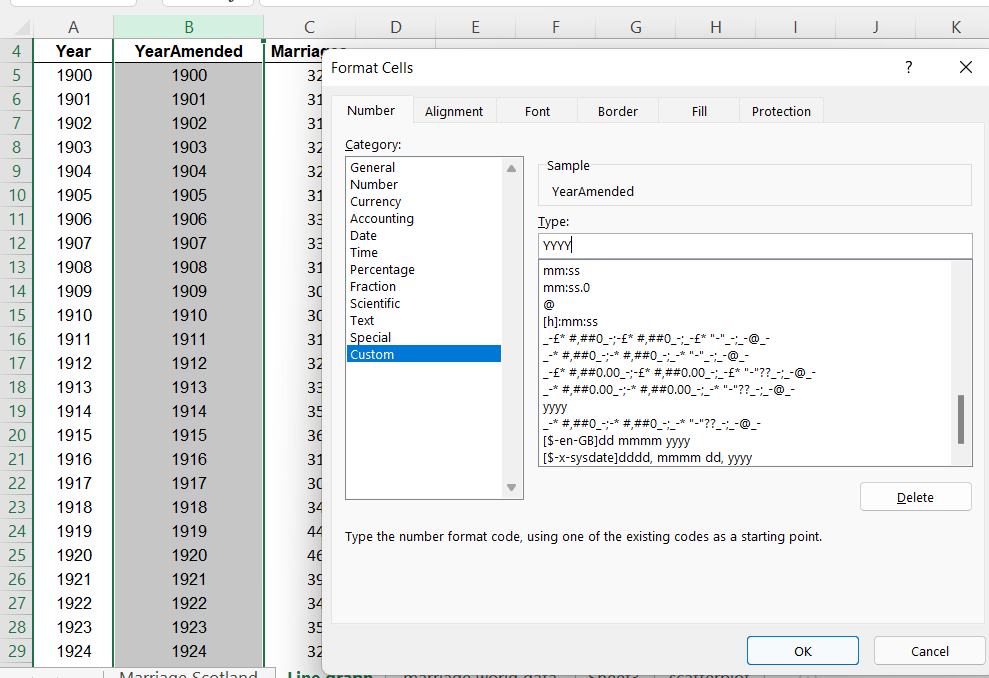 A B C D E F G H I J K
4 Year YearAmended Marriages
5 1900 1900 32
6 1901 1901 31
7 1902 1902 31
8 1903 1903 32
9 1904 1904 32
10 1905 1905 31
11 1906 1906 33
12 1907 1907 33
13 1908 1908 31
14 1909 1909 30
15 1910 1910 30
16 1911 1911 31
17 1912 1912 32
18 1913 1913 33
19 1914 1914 35
20 1915 1915 36
21 1916 1916 31
22 1917 1917 30
23 1918 1918 34
24 1919 1919 44
25 1920 1920 46
26 1921 1921 39
27 1922 1922 34
28 1923 1923 35
29 1924 1924 32
Format Cells
? X
Number Alignment Font Border Fill Protection
Category:
General
Number
Currency
Accounting
Date
Time
Percentage
Fraction
Scientific
Text
Special
Custom
Sample
YearAmended
Type:
YYYY
mm:ss
mm:ss.0
@
[h]:mm:ss
_-£* #,##0_-;-£* #,##0_-;_-£* "-"_-;_-@_-
_-* #,##0_-;-* #,##0_-;_-* "-"_-;_-@_-
_-£* #,##0.00_-;-£* #,##0.00_-;_-£* "-"??_-;_-@_-
_-* #,##0.00_-;-* #,##0.00_-;_-* "-"??_-;_-@_-
yyyy
_-* #,##0_-;-* #,##0_-;_-* "-"??_-;_-@_-
[$-en-GB]dd mmmm yyyy
[$-x-sysdate]dddd, mmmm dd, yyyy
Delete
Type the number format code, using one of the existing codes as a starting point.
OK Cancel
Marriage Scotland Line graph marriage world data Sheet3 scatterplot